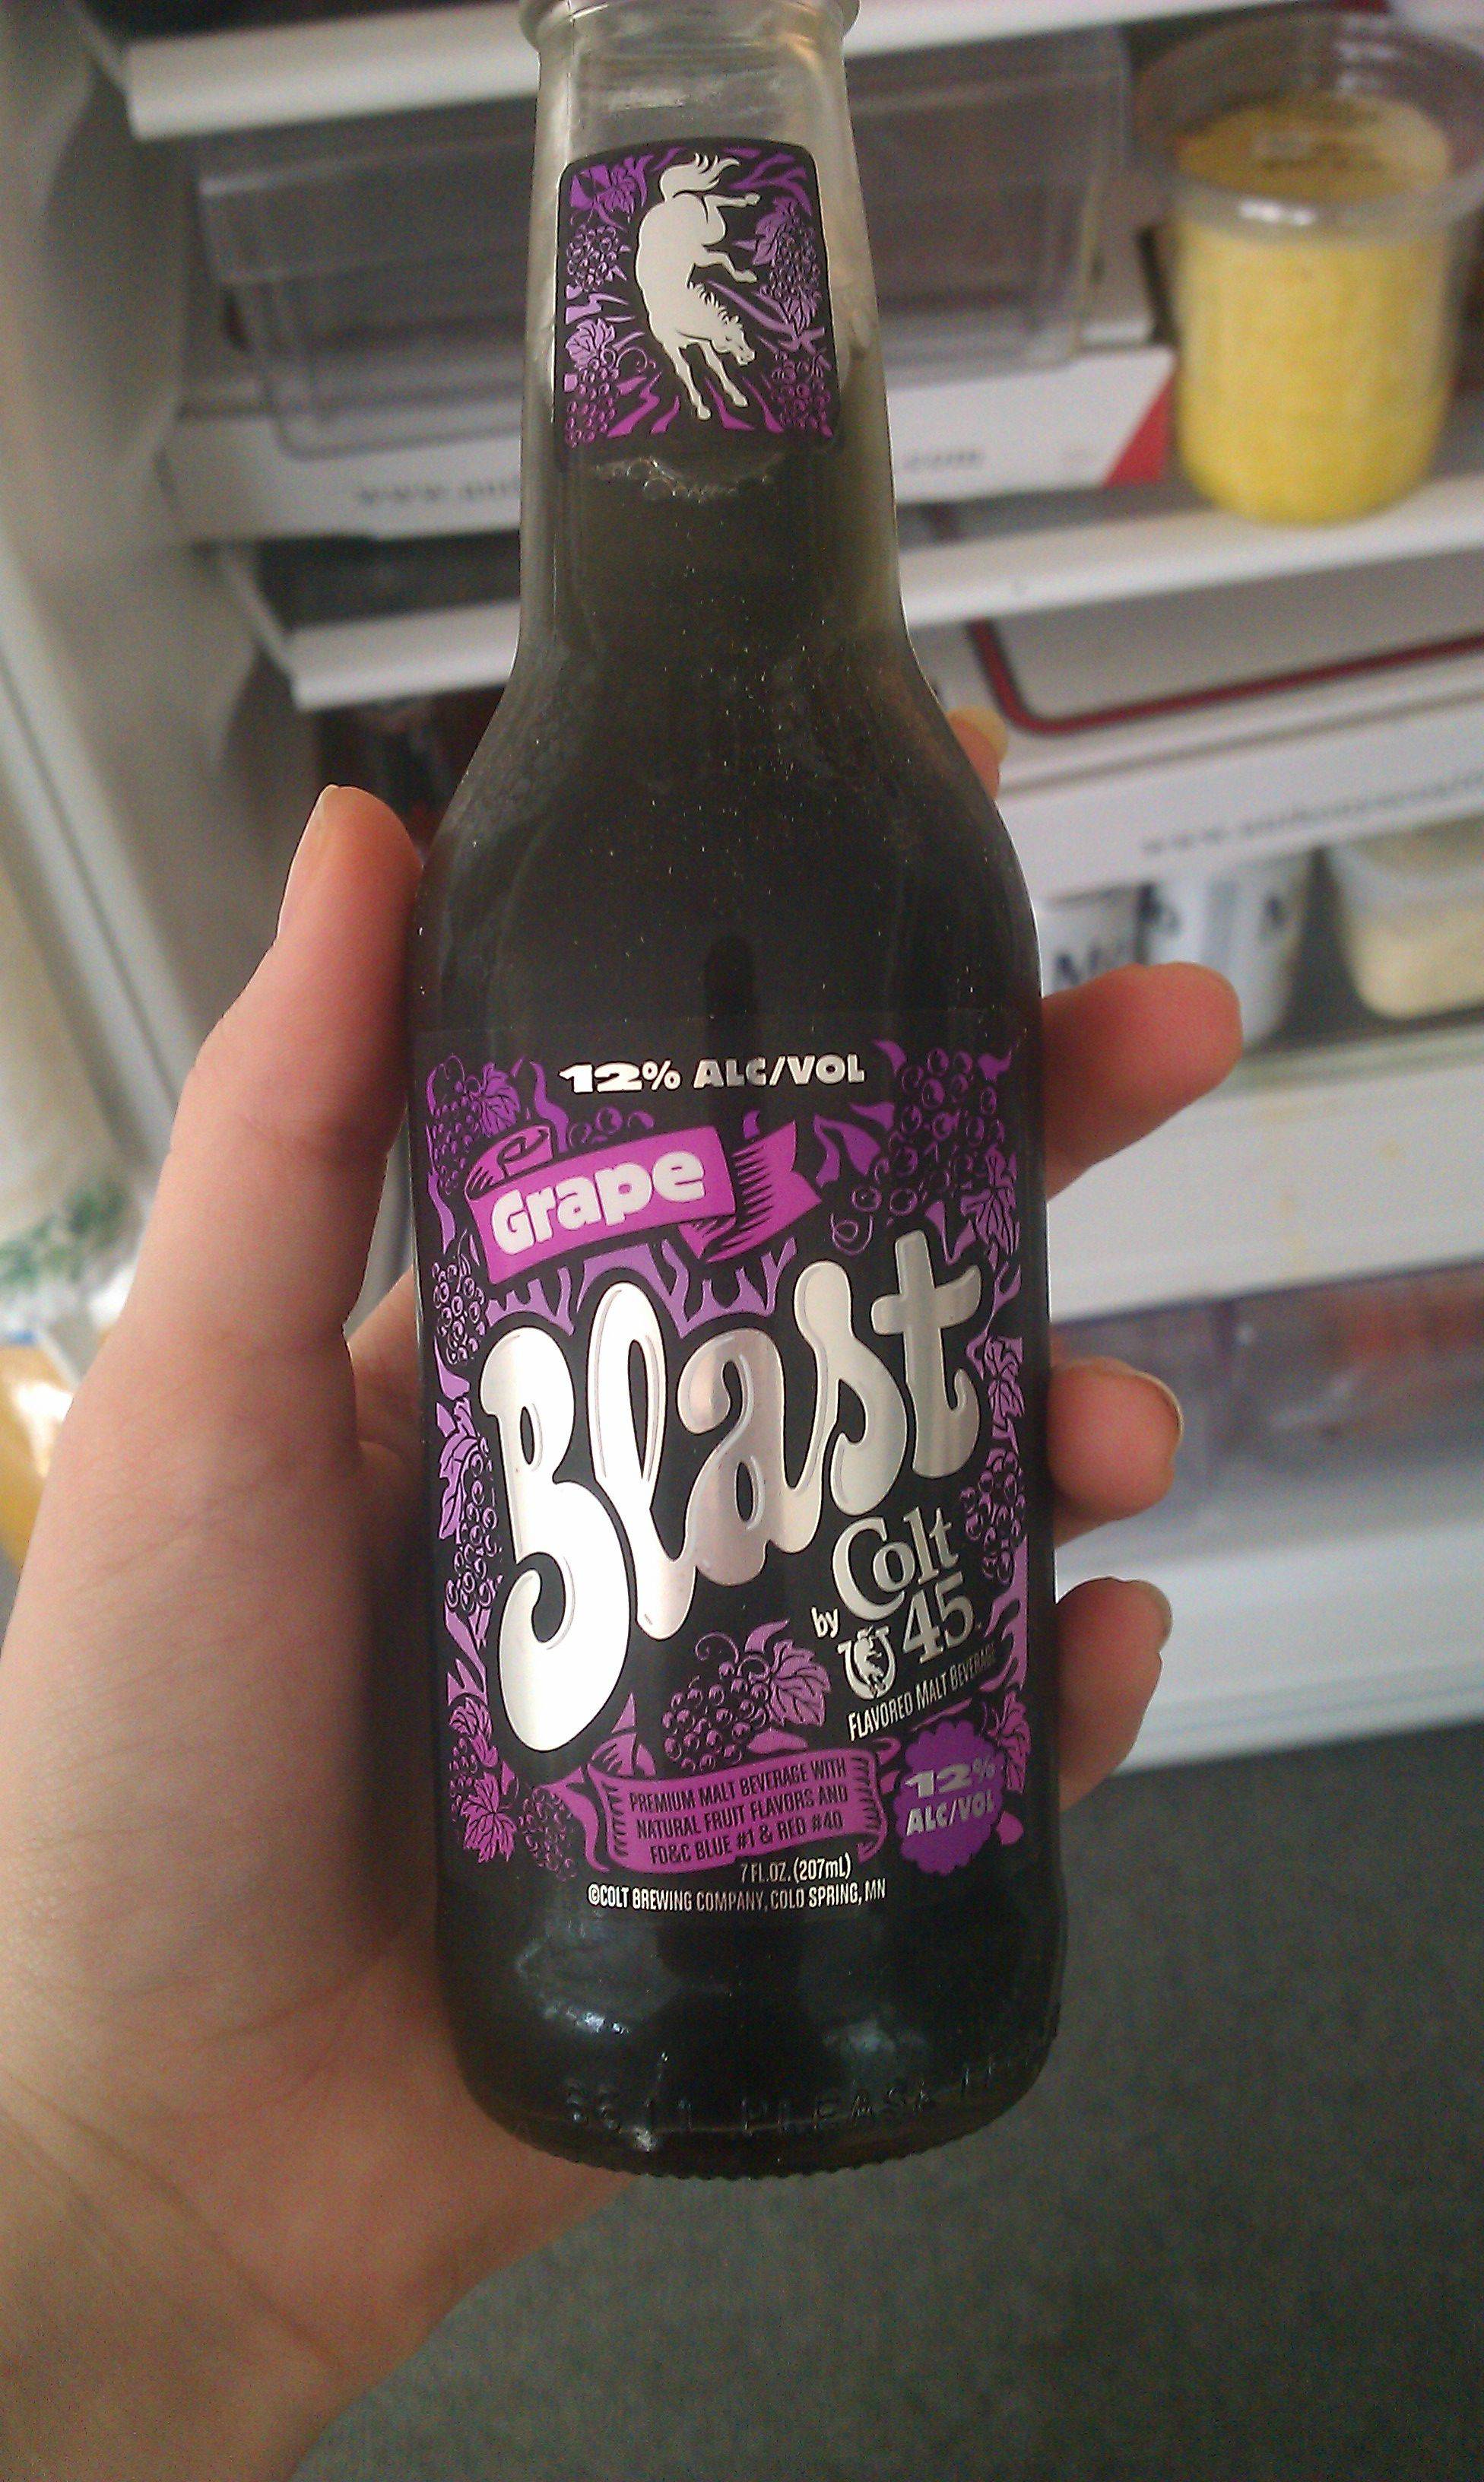 12% ALC/VOL
Grape
Blast
by Colt
45.
FLAVORED MALT BEVERAGE
PREMIUM MALT BEVERAGE WITH
NATURAL FRUIT FLAVORS AND
FD&C BLUE #1 & RED #40
12%
ALC/VOL
7 FL.OZ. (207mL)
©COLT BREWING COMPANY, COLD SPRING, MN
PLEASE